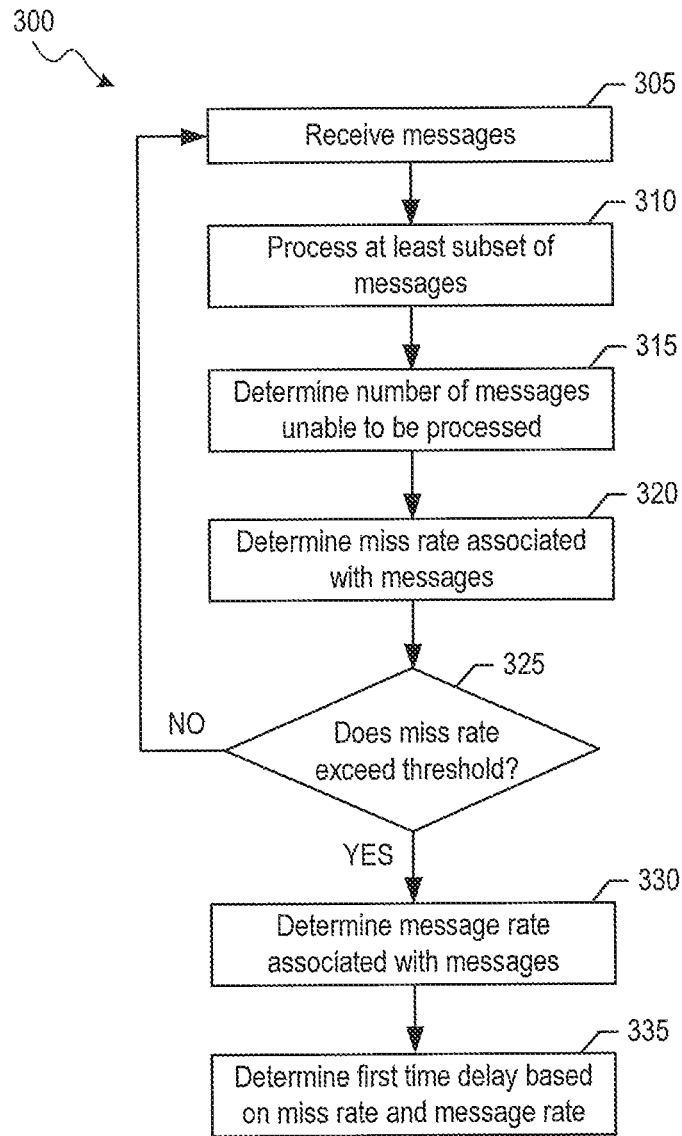 300
305
Receive messages
310
Process at least subset of
messages
315
Determine number of messages
unable to be processed
320
Determine miss rate associated
with messages
325
Does miss rate
exceed threshold?
NO
YES
330
Determine message rate
associated with messages
335
Determine first time delay based
on miss rate and message rate